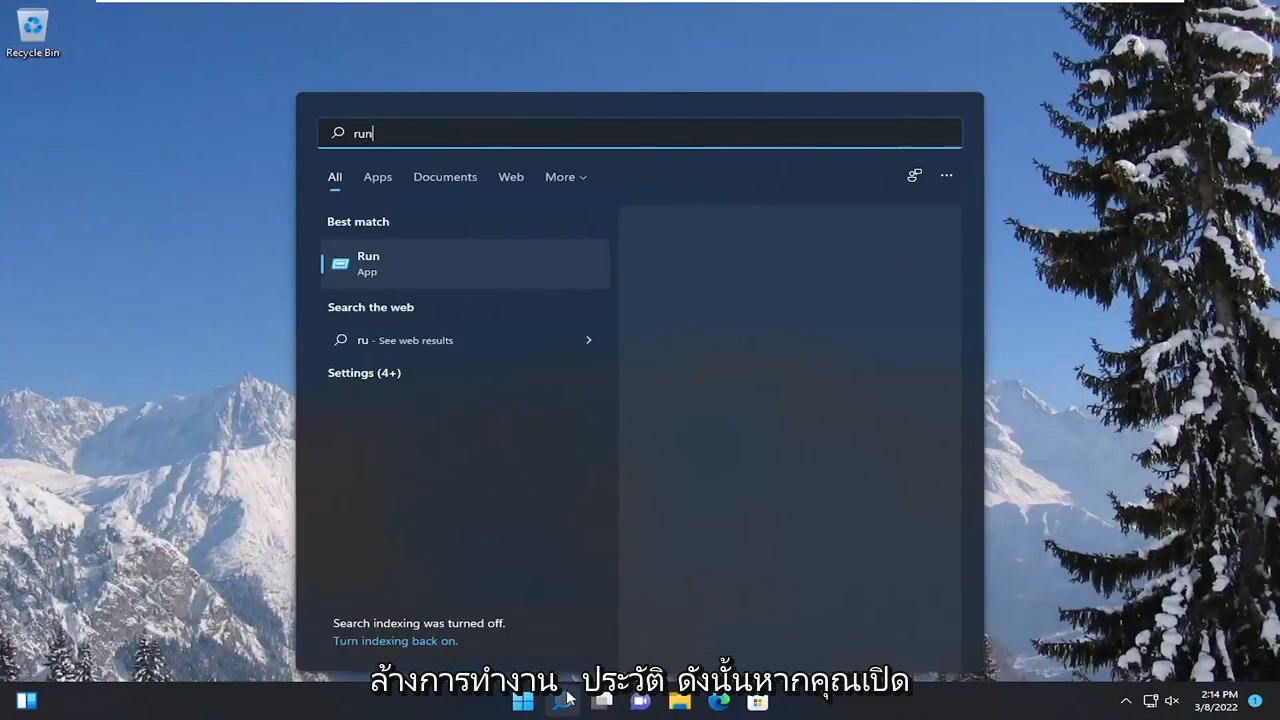 Recycle Bin
run
All Apps Documents Web More
Best match
Run
App
Search the web
ru - See web results
Settings (4+)
Search indexing was turned off.
Turn indexing back on.
ล้างการทำงาน ประวัติ ดังนั้นหากคุณเปิด
2:14 PM
3/8/2022
1